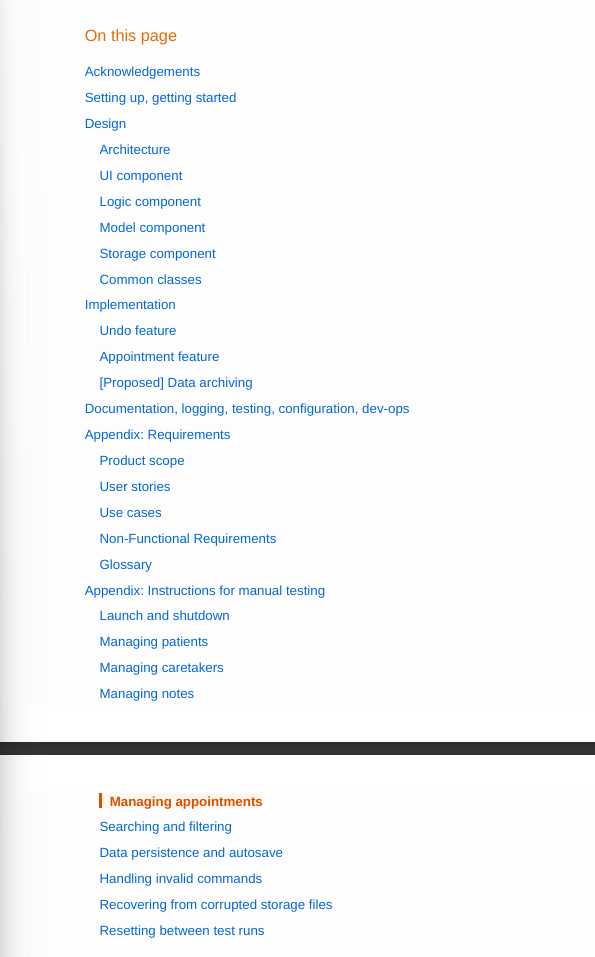 On this page
Acknowledgements
Setting up, getting started
Design
Architecture
UI component
Logic component
Model component
Storage component
Common classes
Implementation
Undo feature
Appointment feature
[Proposed] Data archiving
Documentation, logging, testing, configuration, dev-ops
Appendix: Requirements
Product scope
User stories
Use cases
Non-Functional Requirements
Glossary
Appendix: Instructions for manual testing
Launch and shutdown
Managing patients
Managing caretakers
Managing notes
Managing appointments
Searching and filtering
Data persistence and autosave
Handling invalid commands
Recovering from corrupted storage files
Resetting between test runs